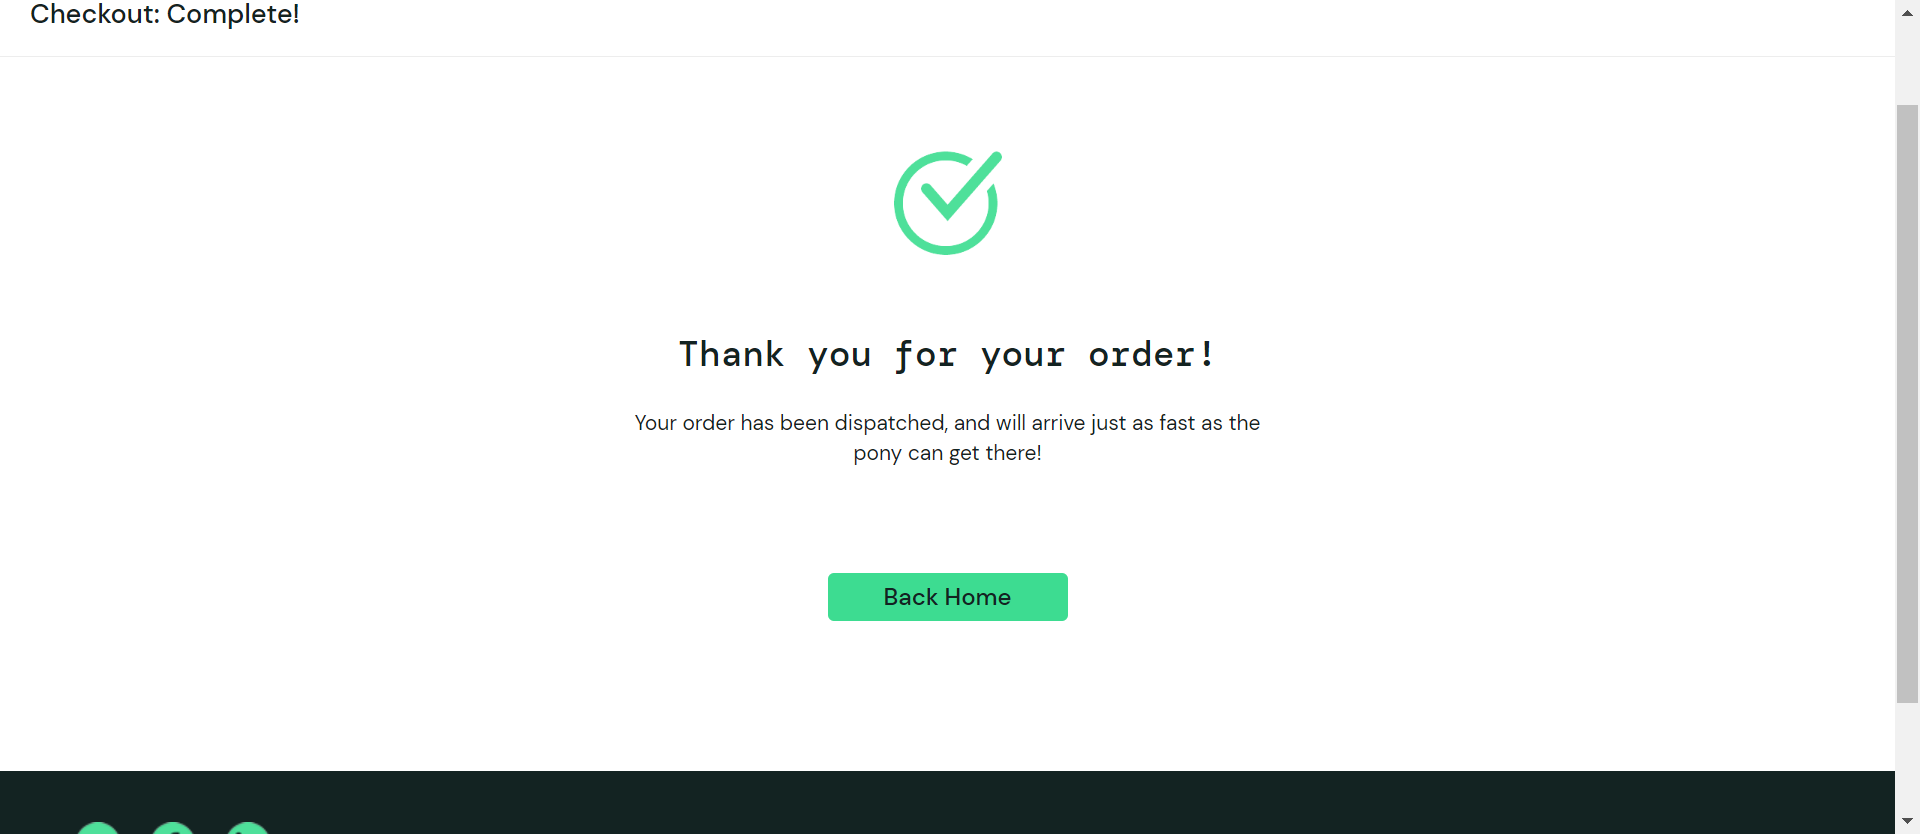 Checkout: Complete!
Thank you for your order!
Your order has been dispatched, and will arrive just as fast as the
pony can get there!
Back Home